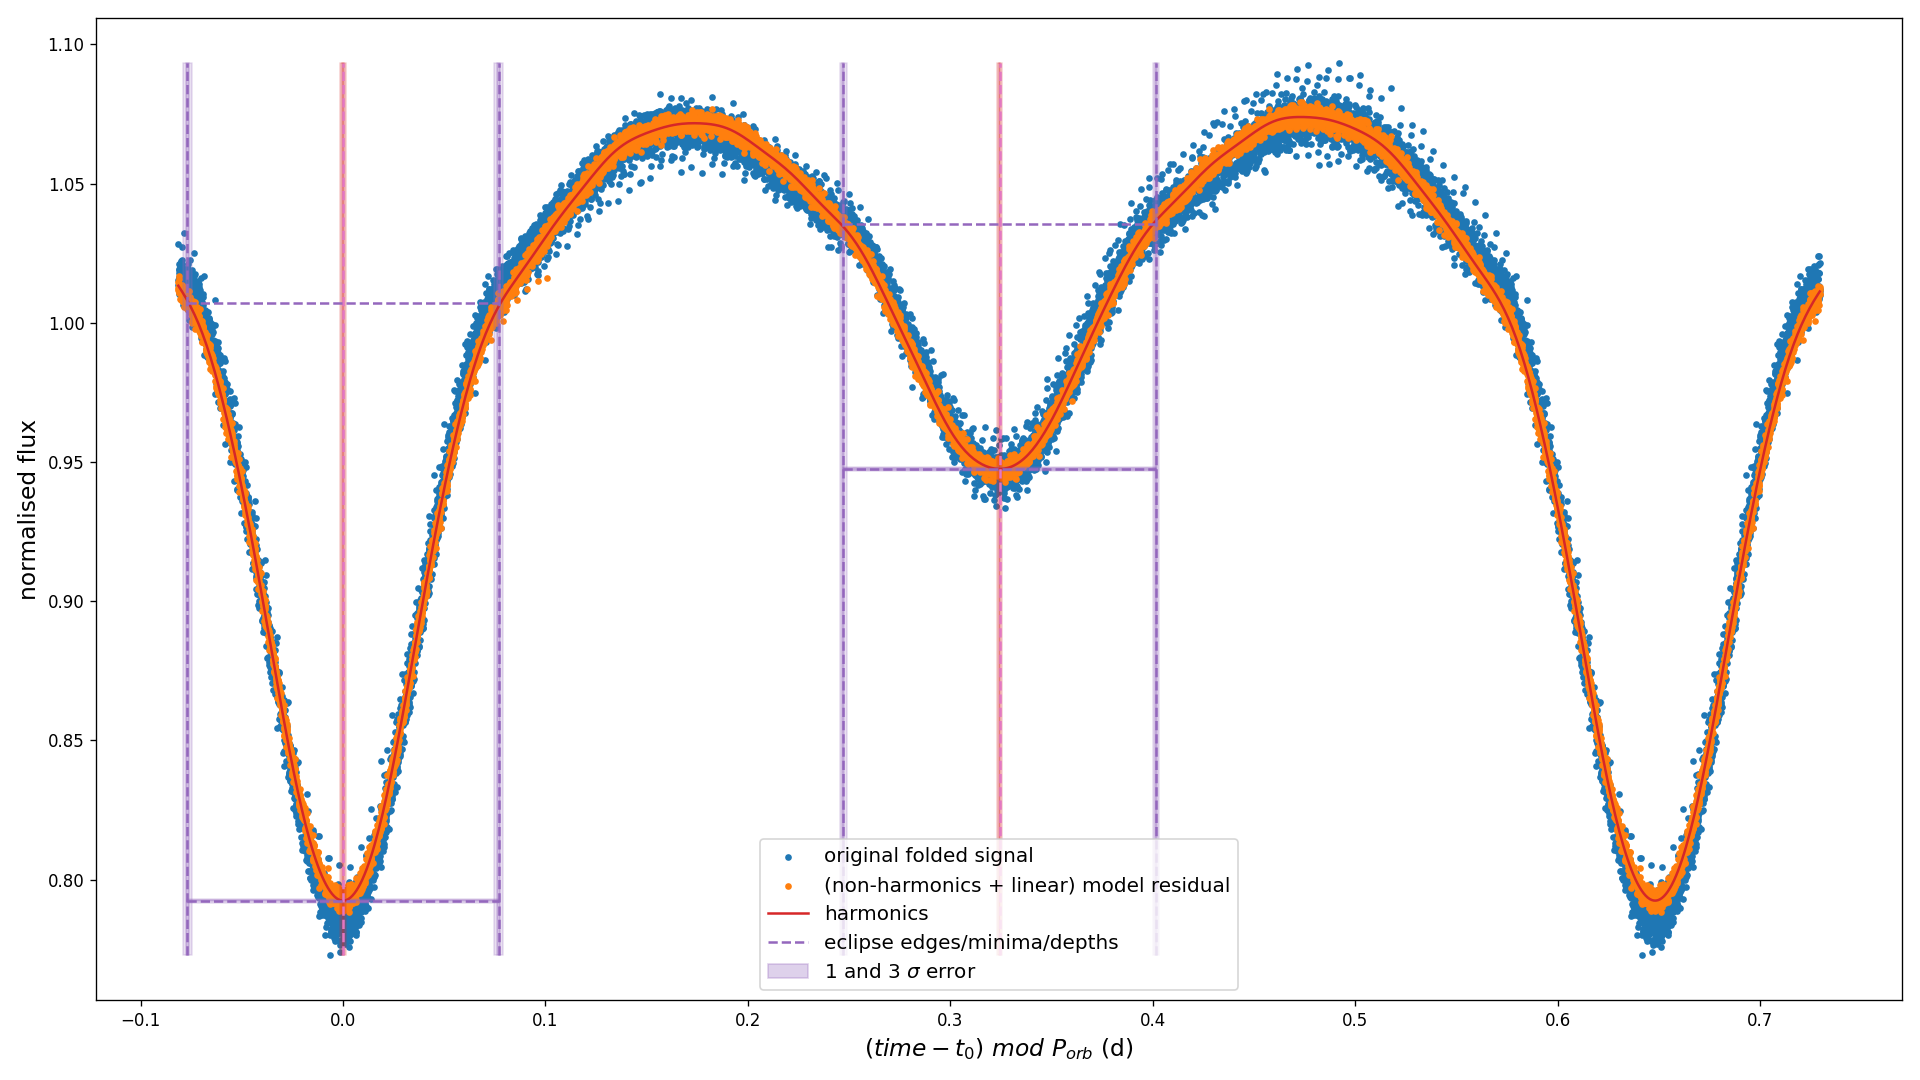 normalised flux
1.10
1.05
1.00
0.95
0.90
0.85
0.80
original folded signal
(non-harmonics + linear) model residual
harmonics
eclipse edges/minima/depths
1 and 3 σ error
−0.1 0.0 0.1 0.2 0.3 0.4 0.5 0.6 0.7
(time − t₀) mod Pₒᵣb (d)